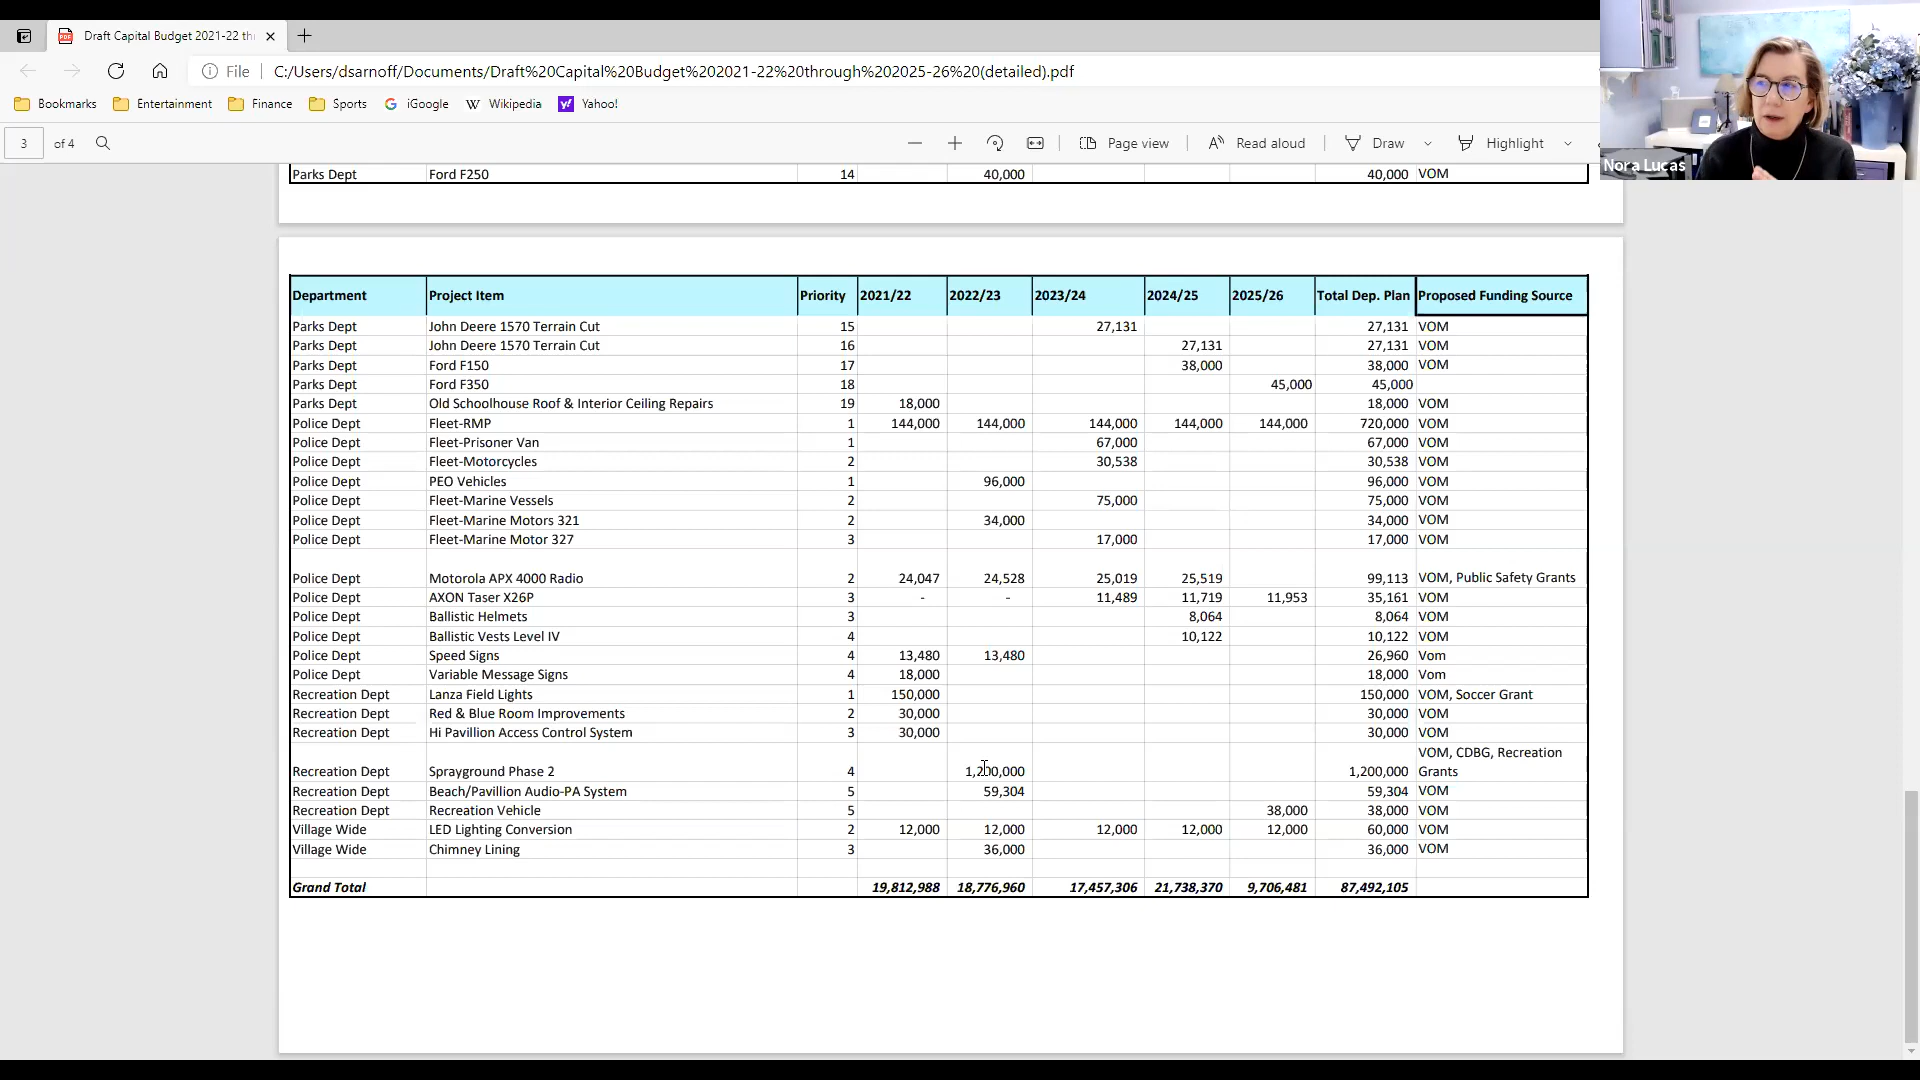 Draft Capital Budget 2021-22 th
File C:/Users/dsarnoff/Documents/Draft%20Capital%20Budget%202021-22%20through%202025-26%20(detailed).pdf
Bookmarks Entertainment Finance Sports iGoogle Wikipedia Yahoo!
3 of 4 Page view Read aloud Draw Highlight
Nora Lucas
Parks Dept Ford F250 14 40,000 40,000 VOM
Department Project Item Priority 2021/22 2022/23 2023/24 2024/25 2025/26 Total Dep. Plan Proposed Funding Source
Parks Dept John Deere 1570 Terrain Cut 15 27,131 27,131 VOM
Parks Dept John Deere 1570 Terrain Cut 16 27,131 27,131 VOM
Parks Dept Ford F150 17 38,000 38,000 VOM
Parks Dept Ford F350 18 45,000 45,000
Parks Dept Old Schoolhouse Roof & Interior Ceiling Repairs 19 18,000 18,000 VOM
Police Dept Fleet-RMP 1 144,000 144,000 144,000 144,000 144,000 720,000 VOM
Police Dept Fleet-Prisoner Van 1 67,000 67,000 VOM
Police Dept Fleet-Motorcycles 2 30,538 30,538 VOM
Police Dept PEO Vehicles 1 96,000 96,000 VOM
Police Dept Fleet-Marine Vessels 2 75,000 75,000 VOM
Police Dept Fleet-Marine Motors 321 2 34,000 34,000 VOM
Police Dept Fleet-Marine Motor 327 3 17,000 17,000 VOM
Police Dept Motorola APX 4000 Radio 2 24,047 24,528 25,019 25,519 99,113 VOM, Public Safety Grants
Police Dept AXON Taser X26P 3 - - 11,489 11,719 11,953 35,161 VOM
Police Dept Ballistic Helmets 3 8,064 8,064 VOM
Police Dept Ballistic Vests Level IV 4 10,122 10,122 VOM
Police Dept Speed Signs 4 13,480 13,480 26,960 Vom
Police Dept Variable Message Signs 4 18,000 18,000 Vom
Recreation Dept Lanza Field Lights 1 150,000 150,000 VOM, Soccer Grant
Recreation Dept Red & Blue Room Improvements 2 30,000 30,000 VOM
Recreation Dept Hi Pavillion Access Control System 3 30,000 30,000 VOM
VOM, CDBG, Recreation
Recreation Dept Sprayground Phase 2 4 1,200,000 1,200,000 Grants
Recreation Dept Beach/Pavillion Audio-PA System 5 59,304 59,304 VOM
Recreation Dept Recreation Vehicle 5 38,000 38,000 VOM
Village Wide LED Lighting Conversion 2 12,000 12,000 12,000 12,000 12,000 60,000 VOM
Village Wide Chimney Lining 3 36,000 36,000 VOM
Grand Total 19,812,988 18,776,960 17,457,306 21,738,370 9,706,481 87,492,105